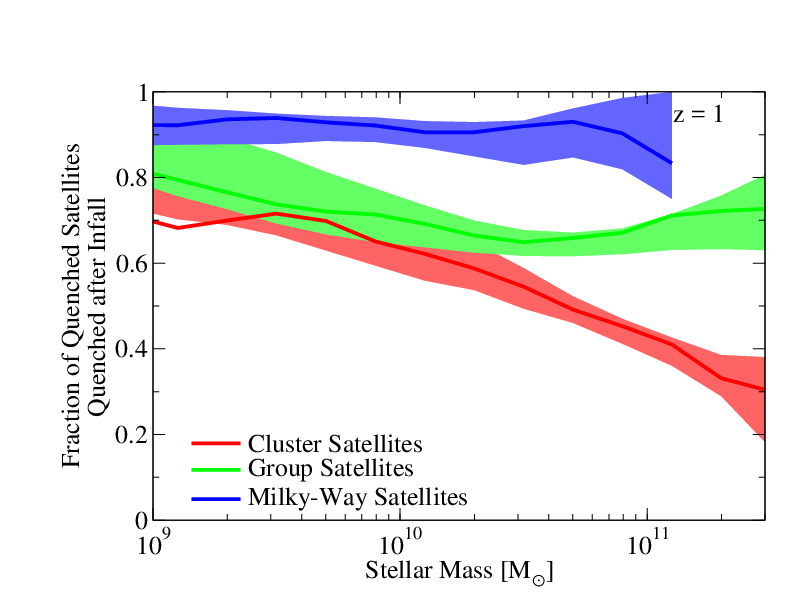 1
z = 1
0.8
0.6
0.4
0.2
0
Fraction of Quenched Satellites
Quenched after Infall
Cluster Satellites
Group Satellites
Milky-Way Satellites
10^9 10^10 10^11
Stellar Mass [M_⊙]